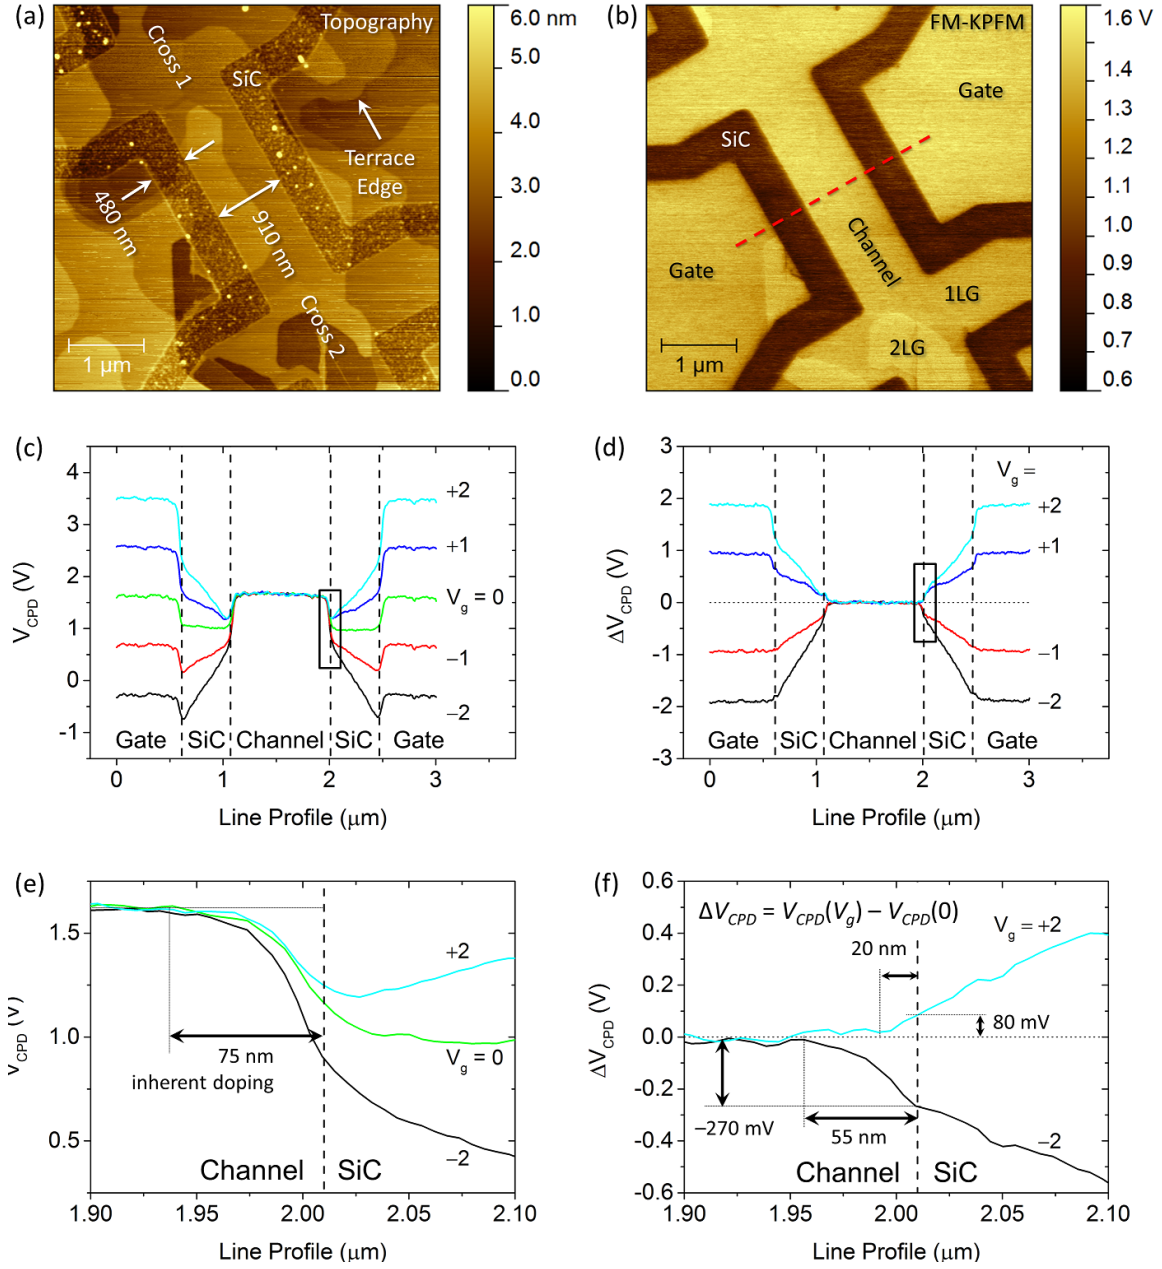 (a)
Topography
Cross 1
SiC
Terrace
Edge
480 nm
910 nm
Cross 2
1 µm
6.0 nm
5.0
4.0
3.0
2.0
1.0
0.0
(b)
FM-KPFM
Gate
SiC
Channel
Gate
1LG
2LG
1 µm
1.6 V
1.4
1.3
1.2
1.0
0.9
0.8
0.7
0.6
(c)
V_CPD (V)
4
3
2
1
0
-1
+2
+1
V_g = 0
−1
−2
Gate SiC Channel SiC Gate
0 1 2 3
Line Profile (µm)
(d)
ΔV_CPD (V)
3
2
1
0
-1
-2
-3
V_g =
+2
+1
−1
−2
Gate SiC Channel SiC Gate
0 1 2 3
Line Profile (µm)
(e)
V_CPD (V)
1.5
1.0
0.5
+2
75 nm
inherent doping
V_g = 0
−2
Channel SiC
1.90 1.95 2.00 2.05 2.10
Line Profile (µm)
(f)
ΔV_CPD (V)
0.6
0.4
0.2
0.0
-0.2
-0.4
-0.6
ΔV_CPD = V_CPD(V_g) − V_CPD(0)
V_g = +2
20 nm
80 mV
−270 mV
55 nm
−2
Channel SiC
1.90 1.95 2.00 2.05 2.10
Line Profile (µm)